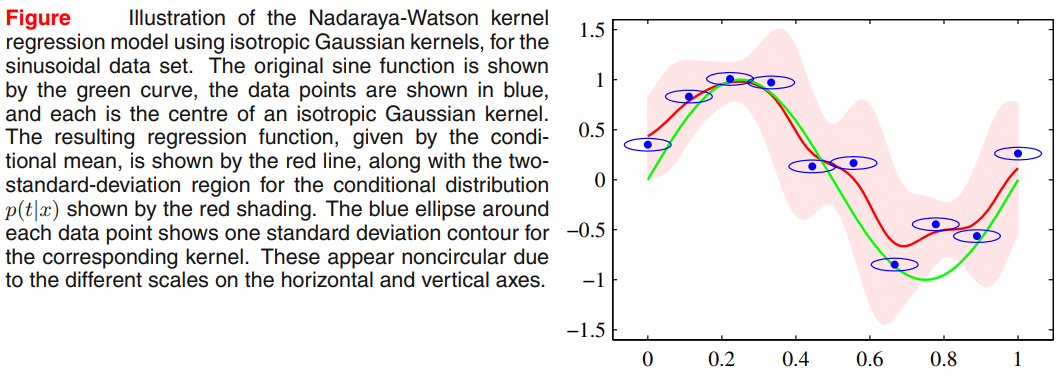 Figure Illustration of the Nadaraya-Watson kernel
regression model using isotropic Gaussian kernels, for the
sinusoidal data set. The original sine function is shown
by the green curve, the data points are shown in blue,
and each is the centre of an isotropic Gaussian kernel.
The resulting regression function, given by the condi-
tional mean, is shown by the red line, along with the two-
standard-deviation region for the conditional distribution
p(t|x) shown by the red shading. The blue ellipse around
each data point shows one standard deviation contour for
the corresponding kernel. These appear noncircular due
to the different scales on the horizontal and vertical axes.
1.5
1
0.5
0
−0.5
−1
−1.5
0 0.2 0.4 0.6 0.8 1